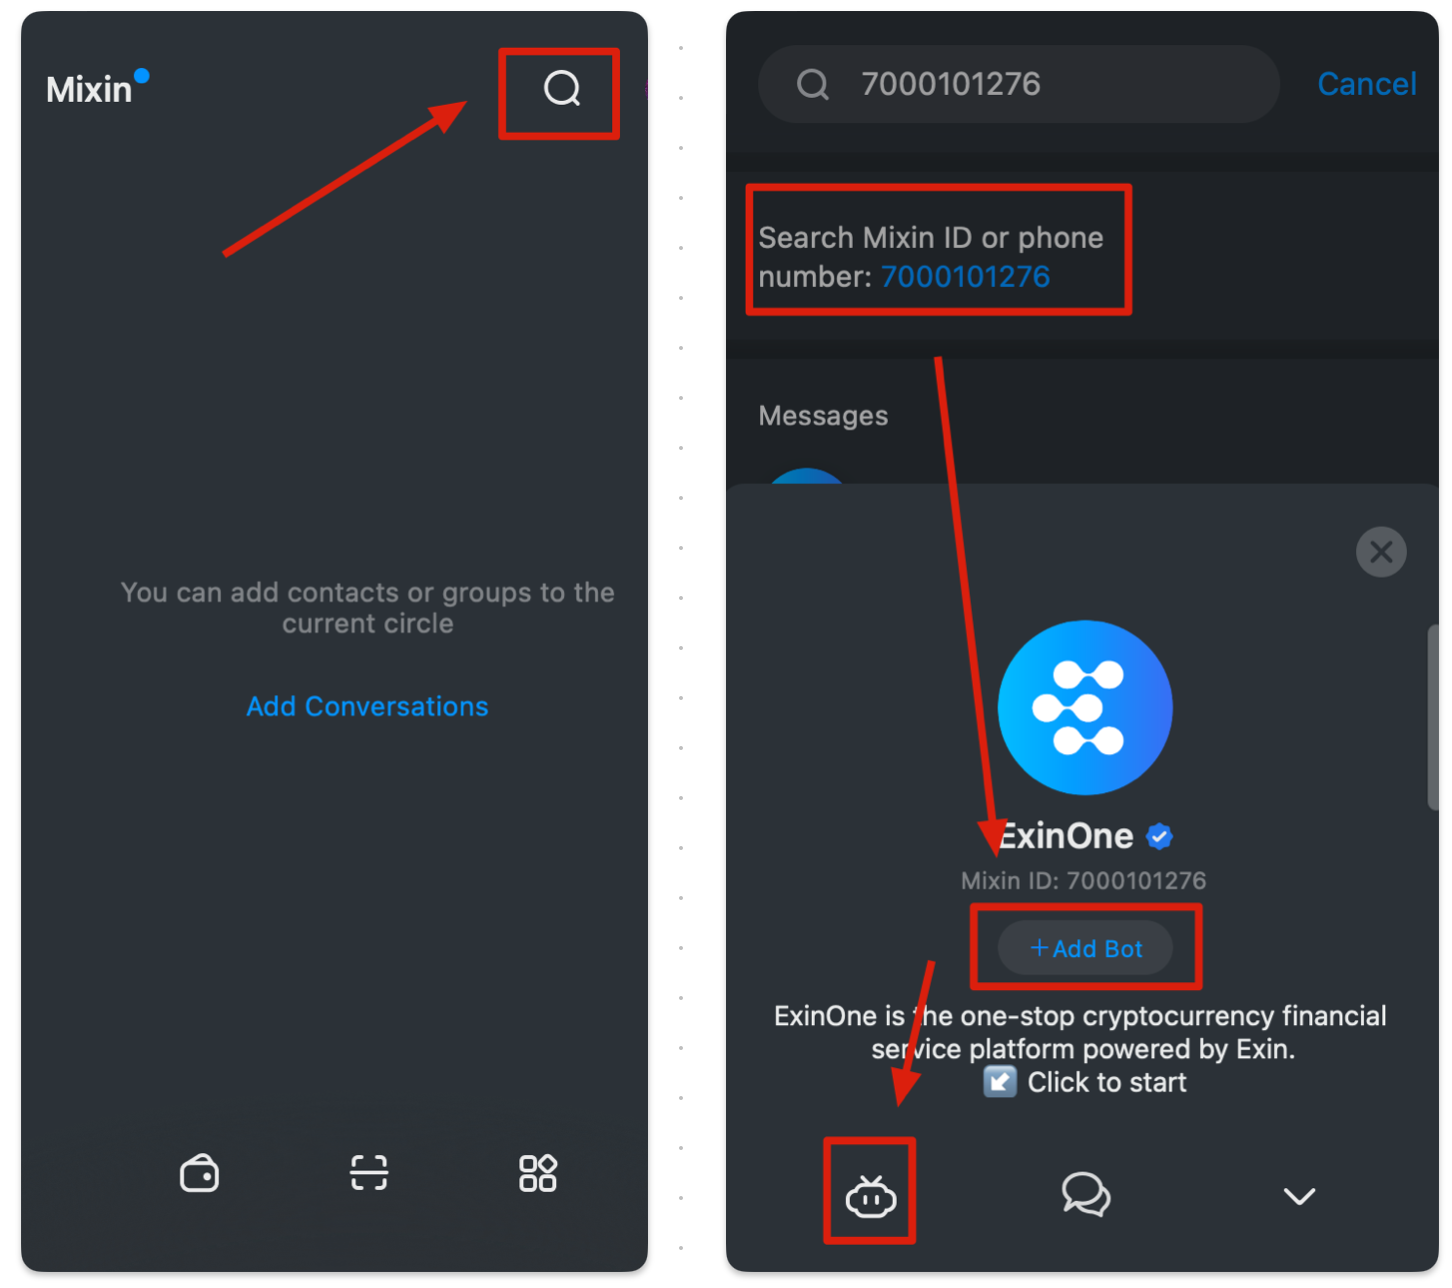 Mixin
You can add contacts or groups to the
current circle
Add Conversations
7000101276
Cancel
Search Mixin ID or phone
number: 7000101276
Messages
ExinOne
Mixin ID: 7000101276
+Add Bot
ExinOne is the one-stop cryptocurrency financial
service platform powered by Exin.
↙️ Click to start